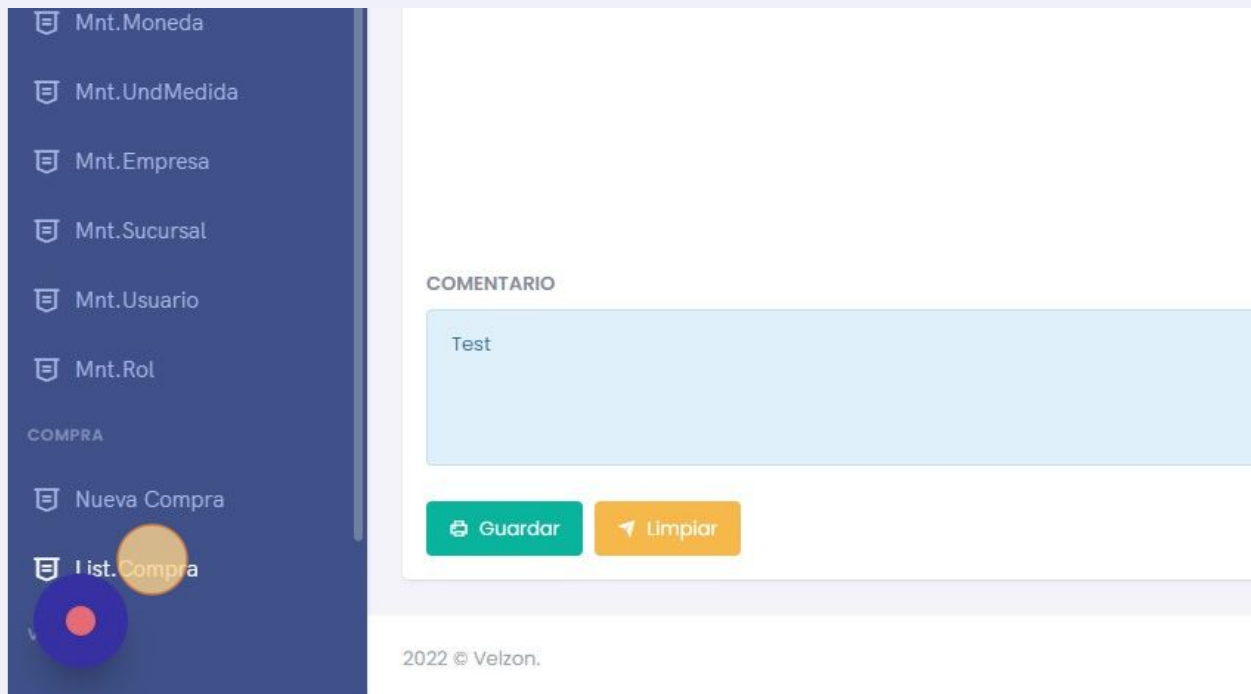 Mnt.Moneda
Mnt.UndMedida
Mnt.Empresa
Mnt.Sucursal
Mnt.Usuario
Mnt.Rol
COMPRA
Nueva Compra
List.Compra
COMENTARIO
Test
Guardar
Limpiar
2022 © Velzon.